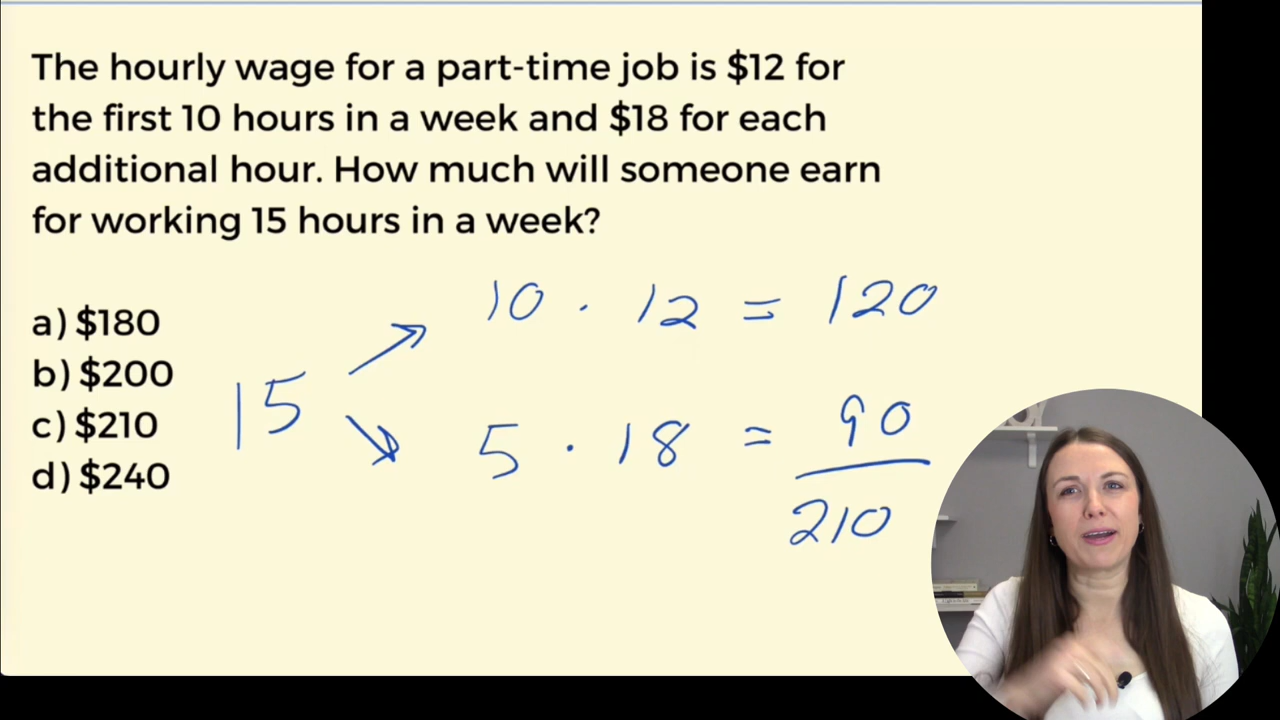 The hourly wage for a part-time job is $12 for
the first 10 hours in a week and $18 for each
additional hour. How much will someone earn
for working 15 hours in a week?
a) $180
b) $200
c) $210
d) $240
15
10 · 12 = 120
5 · 18 = 90
210